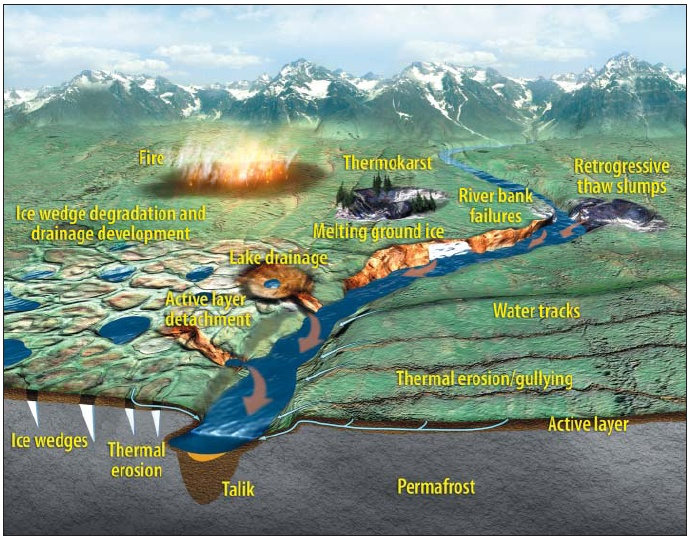 Fire
Thermokarst
Retrogressive
thaw slumps
River bank
failures
Ice wedge degradation and
drainage development
Melting ground ice
Lake drainage
Active layer
detachment
Water tracks
Thermal erosion/gullying
Active layer
Ice wedges
Thermal
erosion
Talik
Permafrost